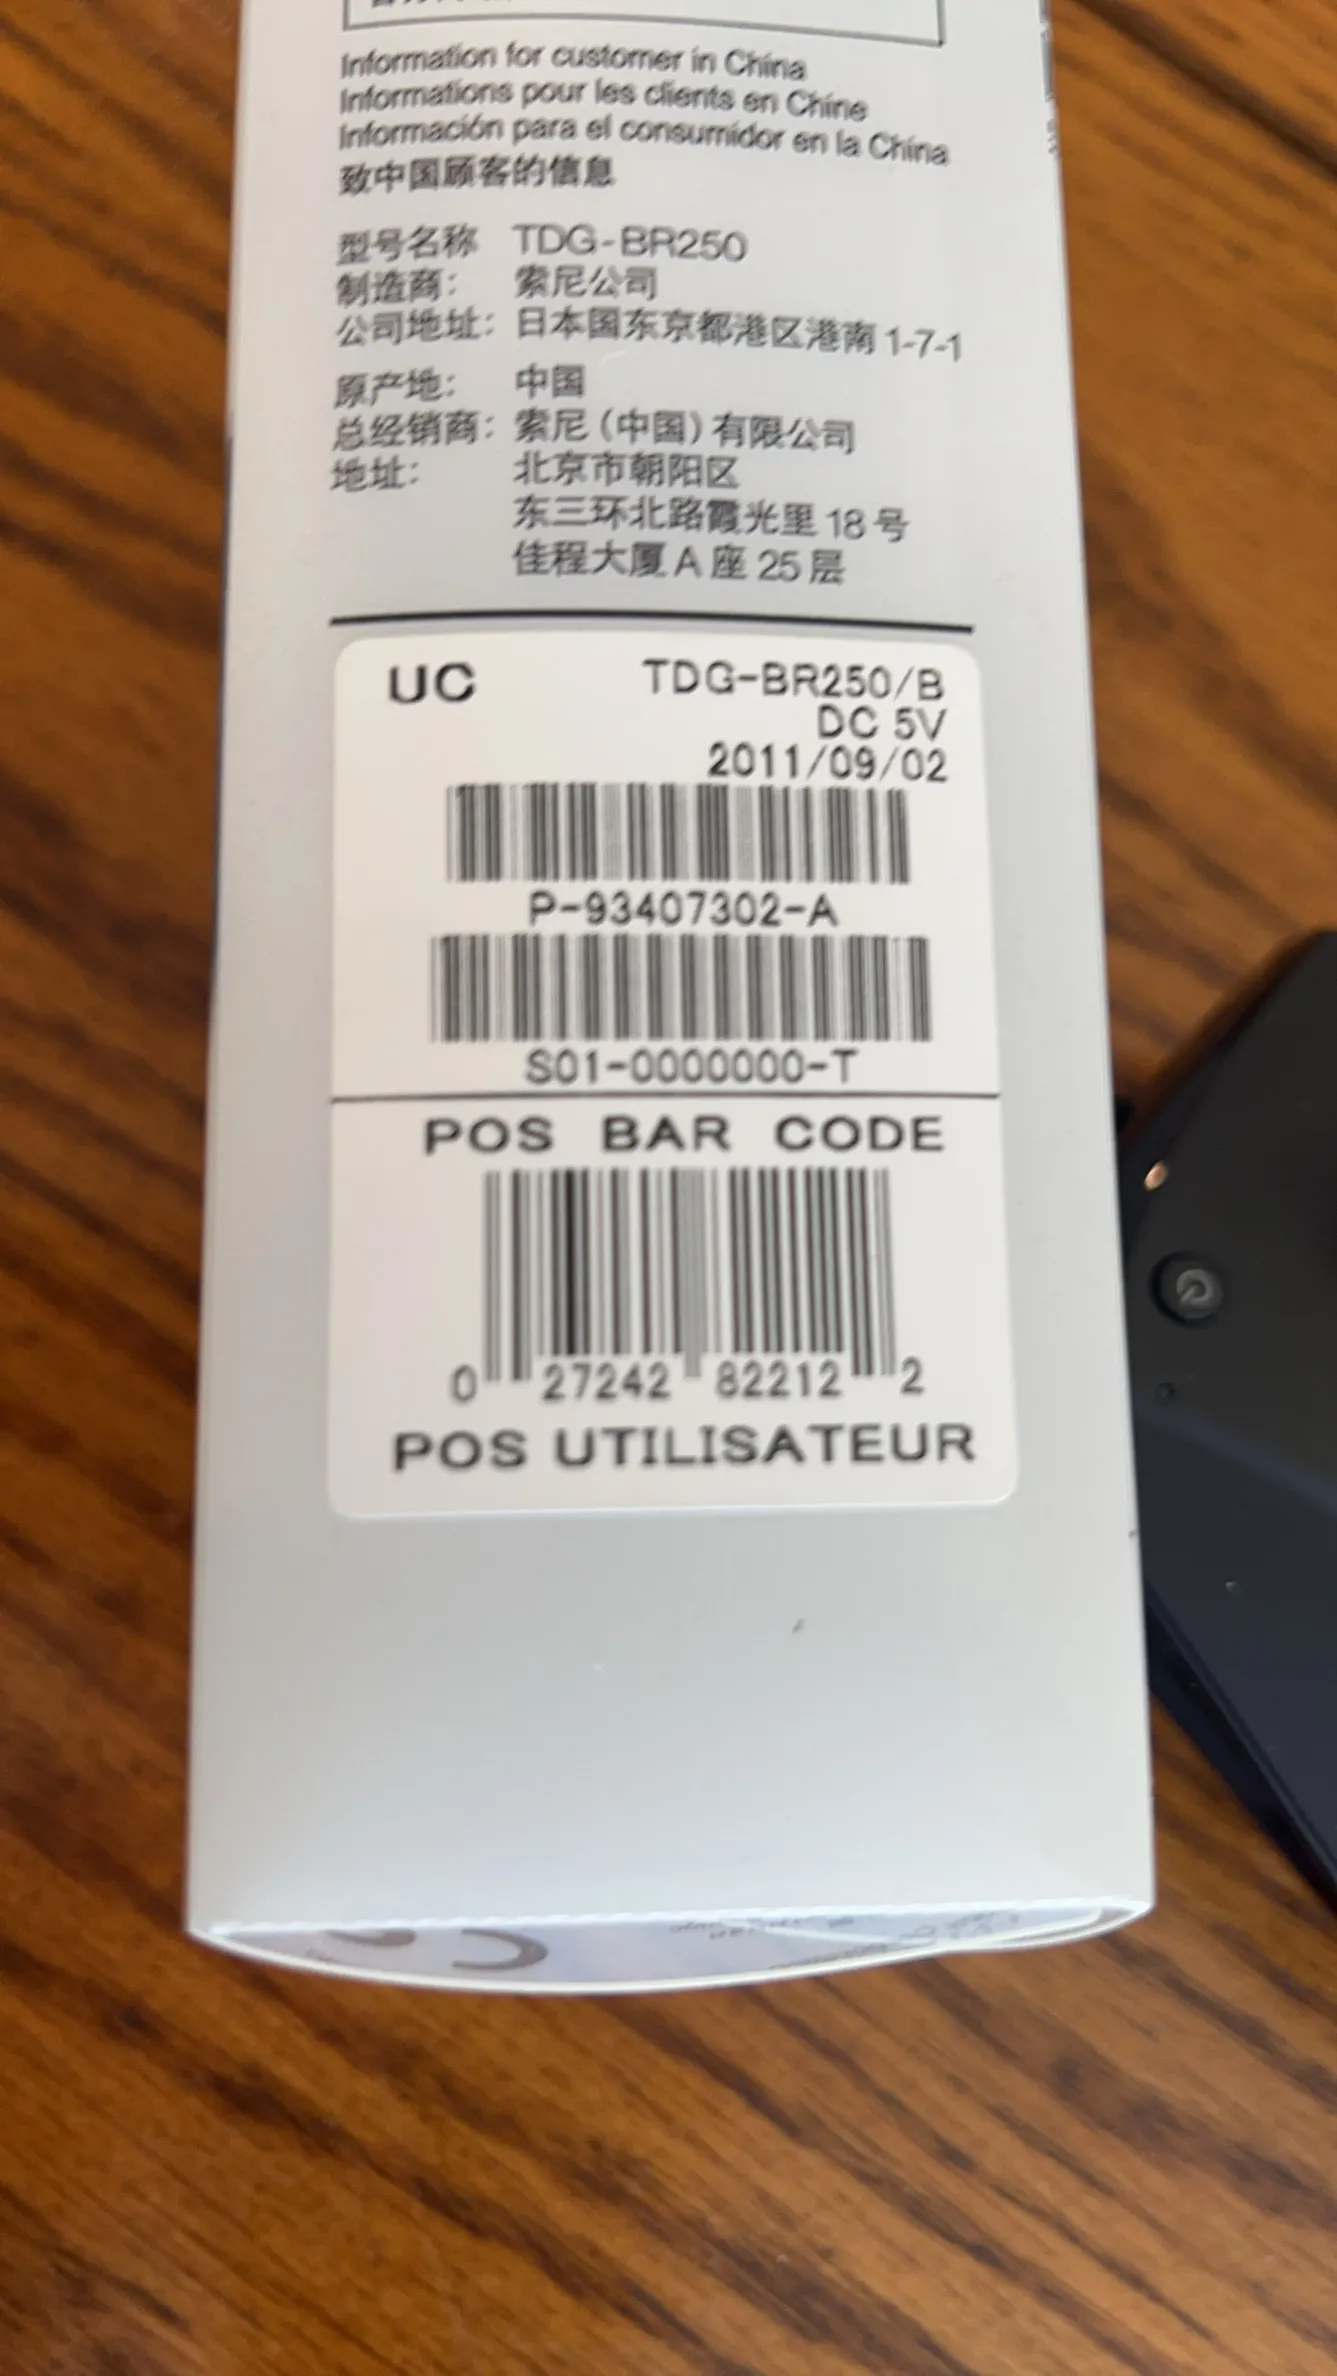 Information for customer in China
Informations pour les clients en Chine
Información para el consumidor en la China
致中国顾客的信息
型号名称 TDG-BR250
制造商： 索尼公司
公司地址： 日本国东京都港区港南 1-7-1
原产地： 中国
总经销商： 索尼（中国）有限公司
地址： 北京市朝阳区
东三环北路霞光里 18 号
佳程大厦 A 座 25 层
UC TDG-BR250/B
DC 5V
2011/09/02
P-93407302-A
S01-0000000-T
POS BAR CODE
0 27242 82212 2
POS UTILISATEUR